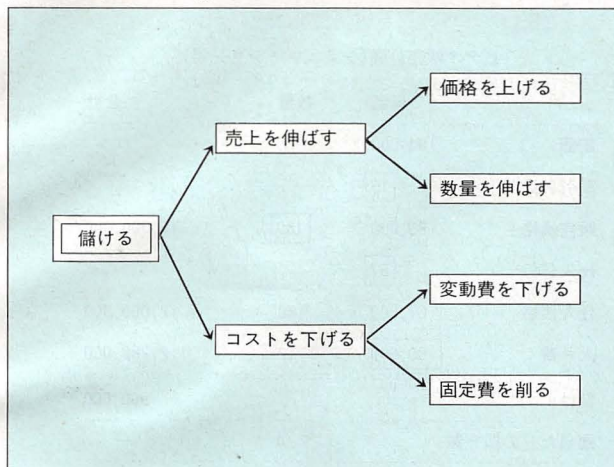 価格を上げる
売上を伸ばす
数量を伸ばす
儲ける
変動費を下げる
コストを下げる
固定費を削る